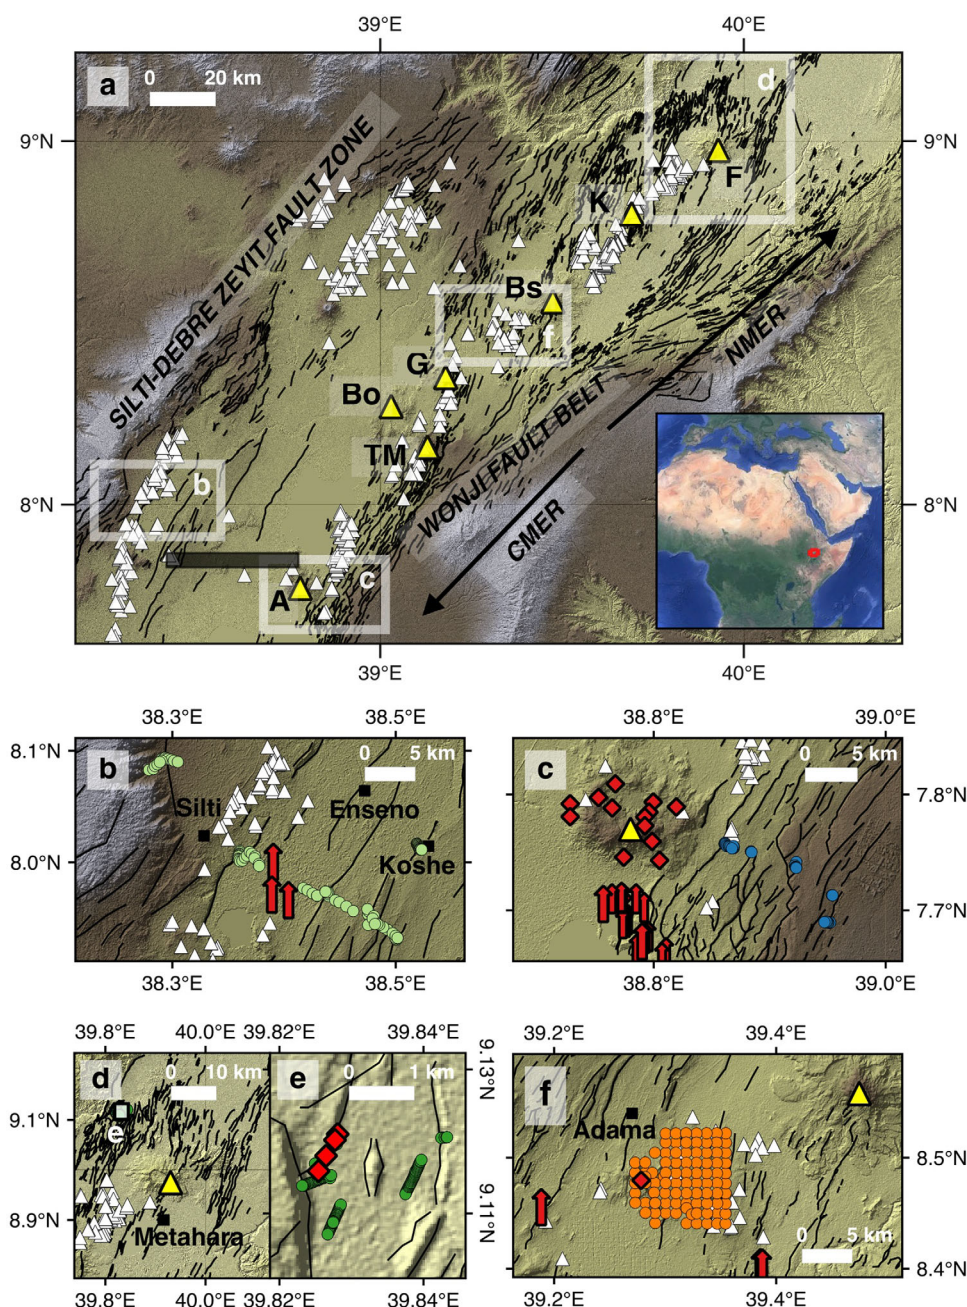 39°E 40°E
a 0 20 km d
9°N 9°N
SILTI-DEBRE ZEYIT FAULT ZONE
F
K
Bs
f
NMER
G
Bo
WONJI FAULT BELT
TM
b
8°N 8°N
CMER
c
A
39°E 40°E
38.3°E 38.5°E 38.8°E 39.0°E
8.1°N b 0 5 km c 0 5 km
Silti Enseno 7.8°N
8.0°N Koshe
7.7°N
38.3°E 38.5°E 38.8°E 39.0°E
39.8°E 40.0°E 39.82°E 39.84°E 39.2°E 39.4°E
d 0 10 km e 0 1 km 9.13°N f
9.1°N e Adama
8.5°N
8.9°N Metahara 9.11°N
0 5 km
8.4°N
39.8°E 40.0°E 39.82°E 39.84°E 39.2°E 39.4°E